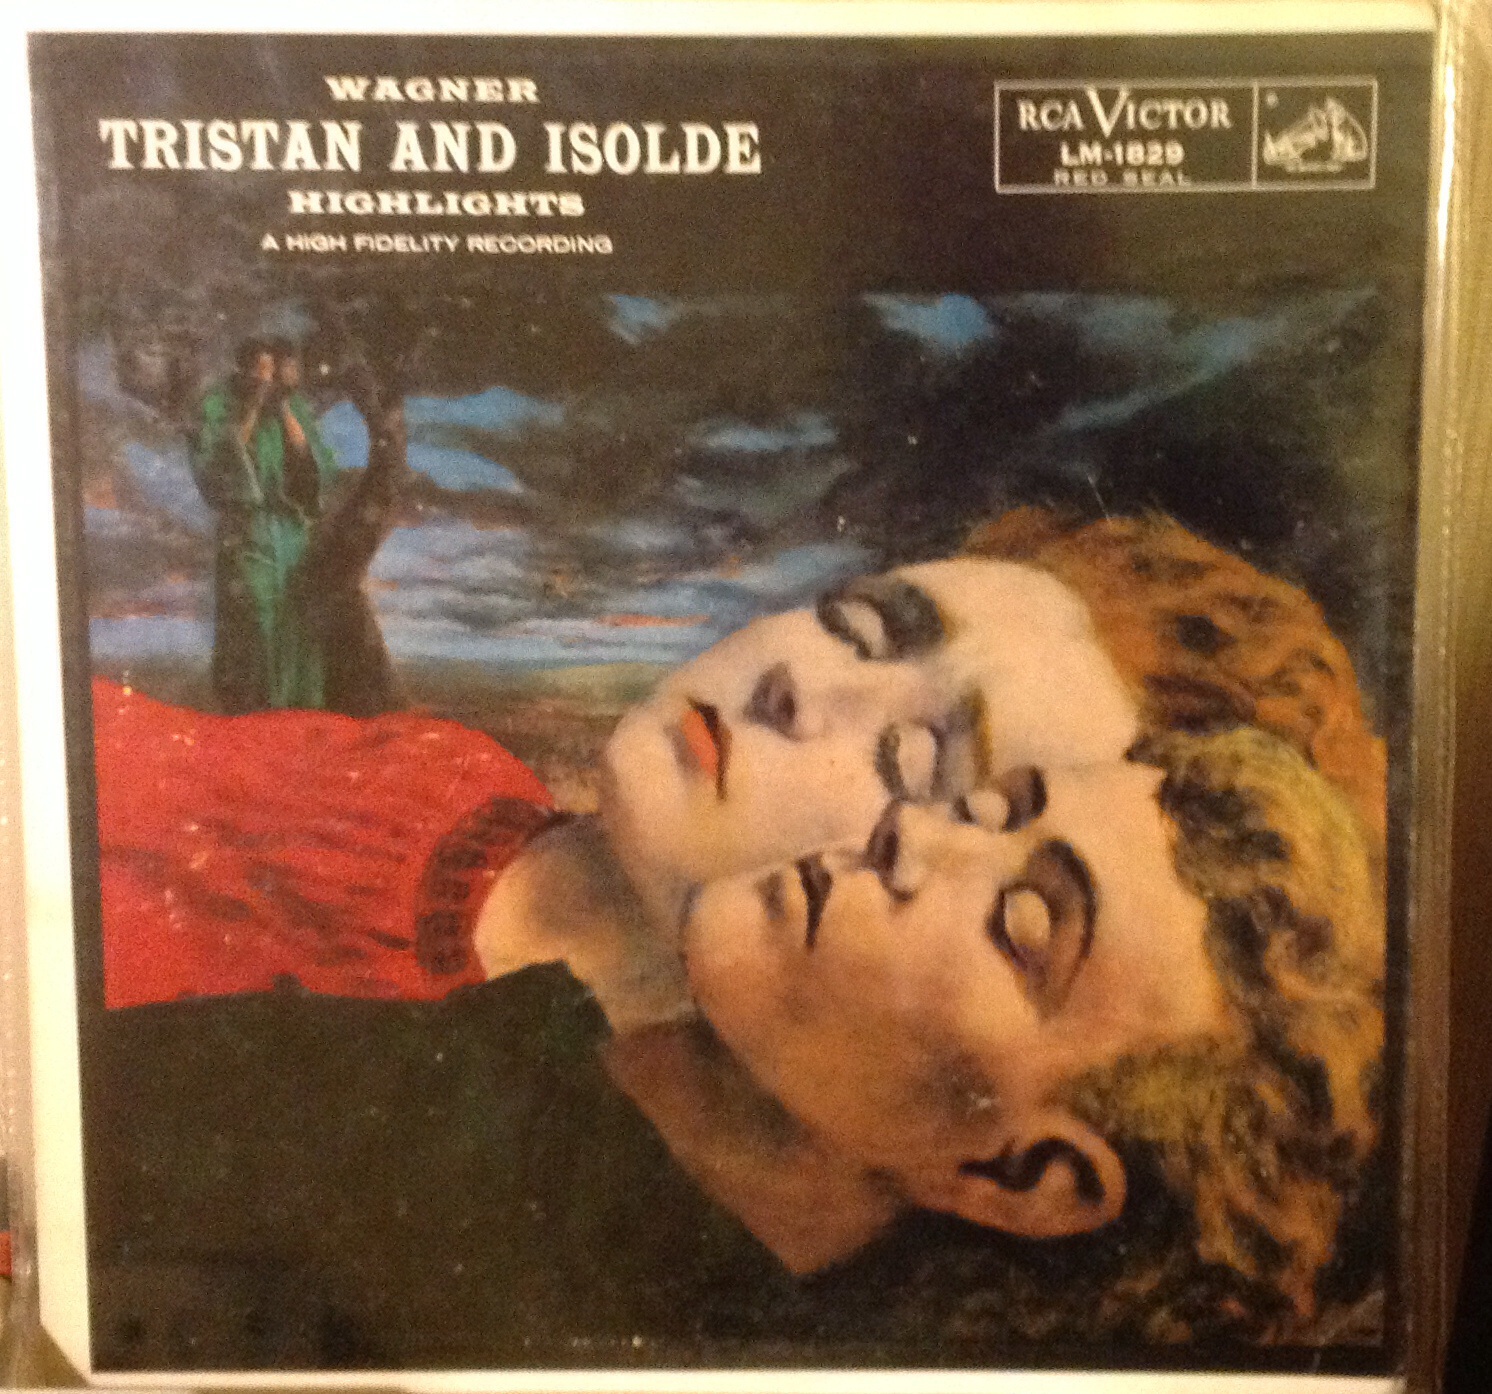 WAGNER
TRISTAN AND ISOLDE
HIGHLIGHTS
A HIGH FIDELITY RECORDING
RCA VICTOR
LM-1829
RED SEAL